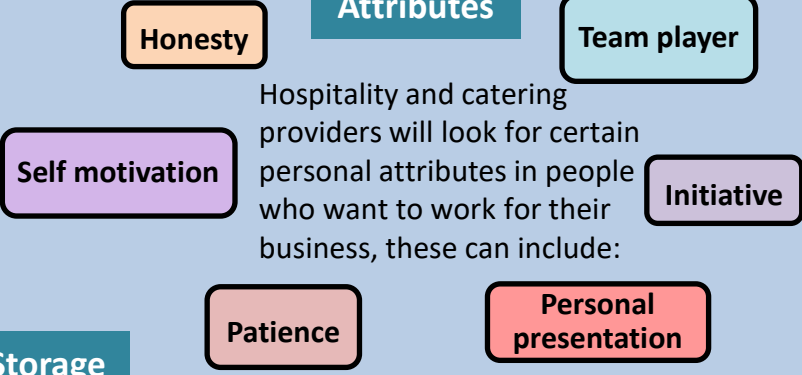 Attributes
Honesty
Team player
Hospitality and catering
providers will look for certain
personal attributes in people
who want to work for their
business, these can include:
Self motivation
Initiative
Patience
Personal
presentation
Storage